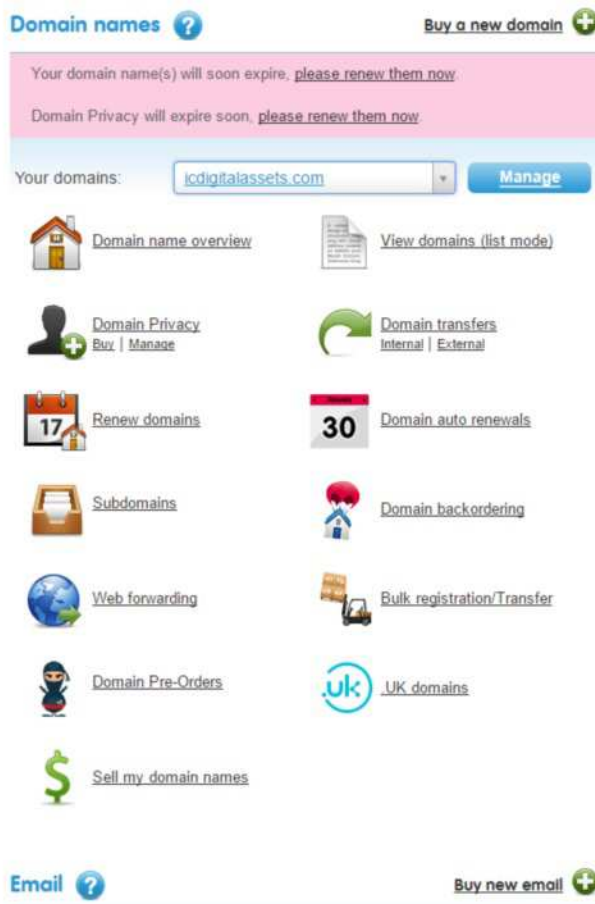 Domain names ?
Buy a new domain
Your domain name(s) will soon expire, please renew them now.
Domain Privacy will expire soon, please renew them now.
Your domains:
icdigitalassets.com
Manage
Domain name overview
View domains (list mode)
Domain Privacy
Buy | Manage
Domain transfers
Internal | External
17
Renew domains
30
Domain auto renewals
Subdomains
Domain backordering
Web forwarding
Bulk registration/Transfer
Domain Pre-Orders
.uk
.UK domains
$
Sell my domain names
Email ?
Buy new email